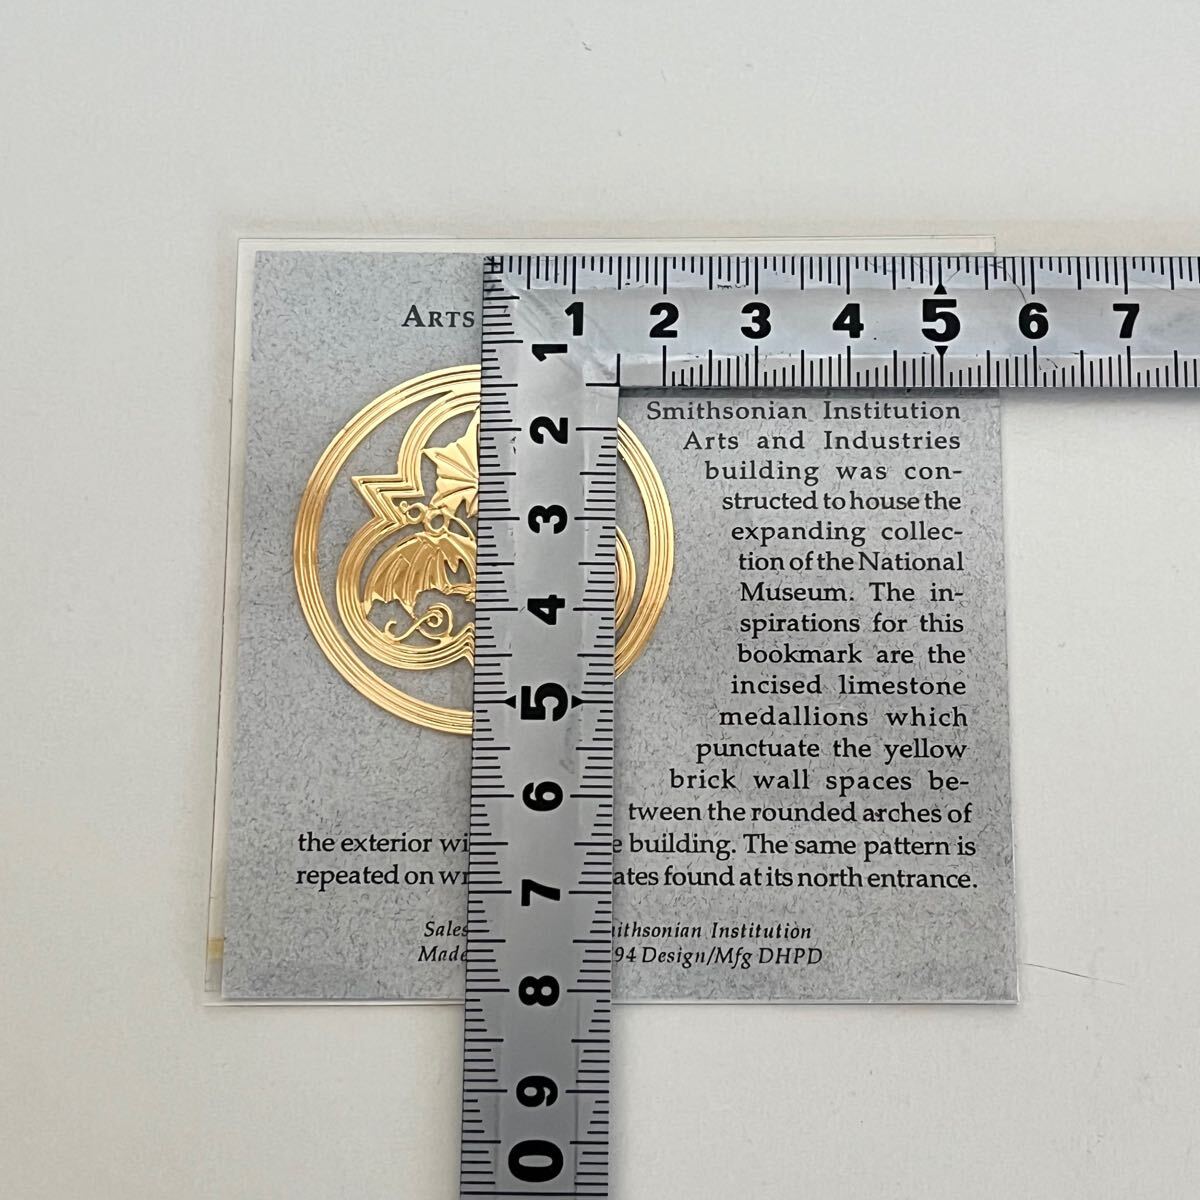 ARTS
Smithsonian Institution
Arts and Industries
building was con-
structed to house the
expanding collec-
tion of the National
Museum. The in-
spirations for this
bookmark are the
incised limestone
medallions which
punctuate the yellow
brick wall spaces be-
tween the rounded arches of
the exterior wi e building. The same pattern is
repeated on wr ates found at its north entrance.
Sales ithsonian Institution
Made 94 Design/Mfg DHPD
1 2 3 4 5 6 7
1
2
3
4
5
6
7
8
9
0